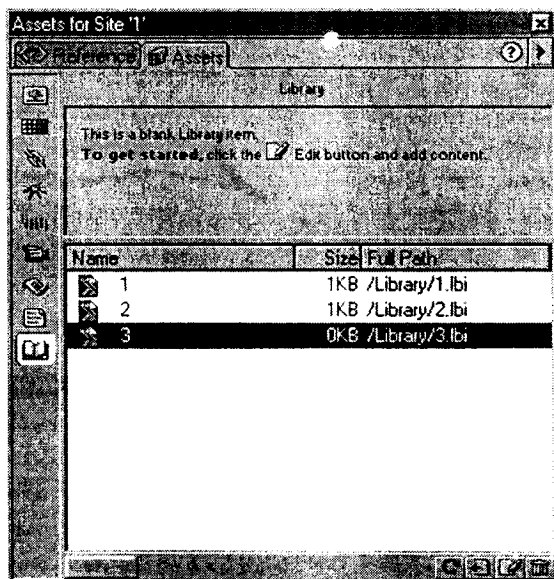 Assets for Site '1'
<?> Reference Assets
Library
This is a blank Library item.
To get started, click the Edit button and add content.
Name Size Full Path
1 1KB /Library/1.lbi
2 1KB /Library/2.lbi
3 0KB /Library/3.lbi